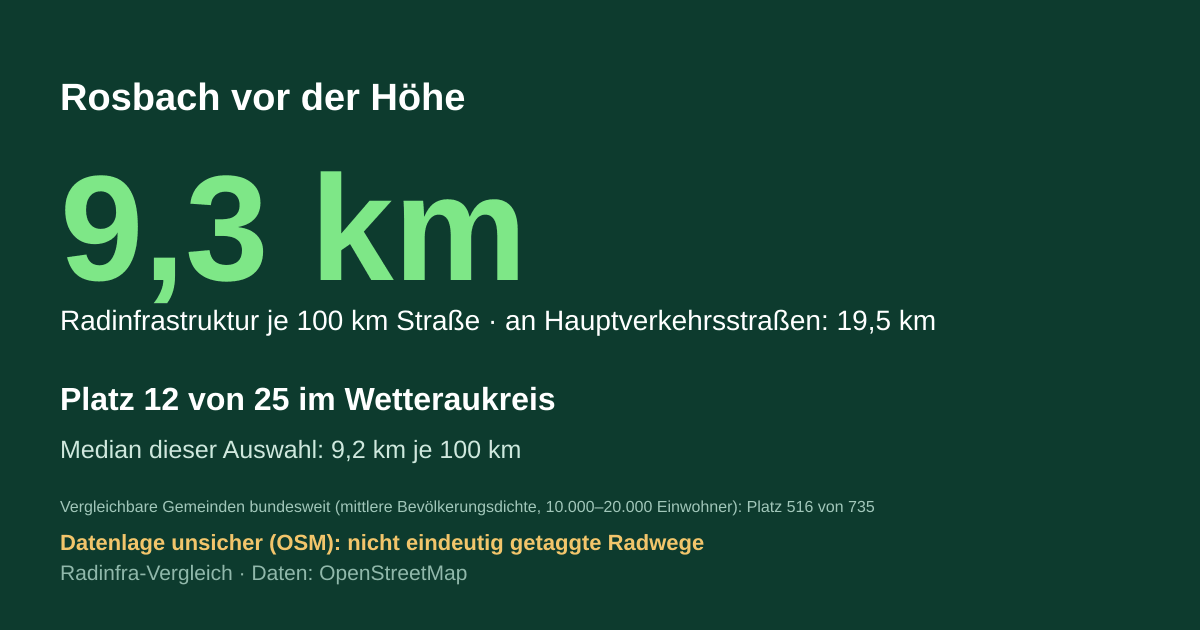 Rosbach vor der Höhe
9,3 km
Radinfrastruktur je 100 km Straße · an Hauptverkehrsstraßen: 19,5 km
Platz 12 von 25 im Wetteraukreis
Median dieser Auswahl: 9,2 km je 100 km
Vergleichbare Gemeinden bundesweit (mittlere Bevölkerungsdichte, 10.000–20.000 Einwohner): Platz 516 von 735
Datenlage unsicher (OSM): nicht eindeutig getaggte Radwege
Radinfra-Vergleich · Daten: OpenStreetMap